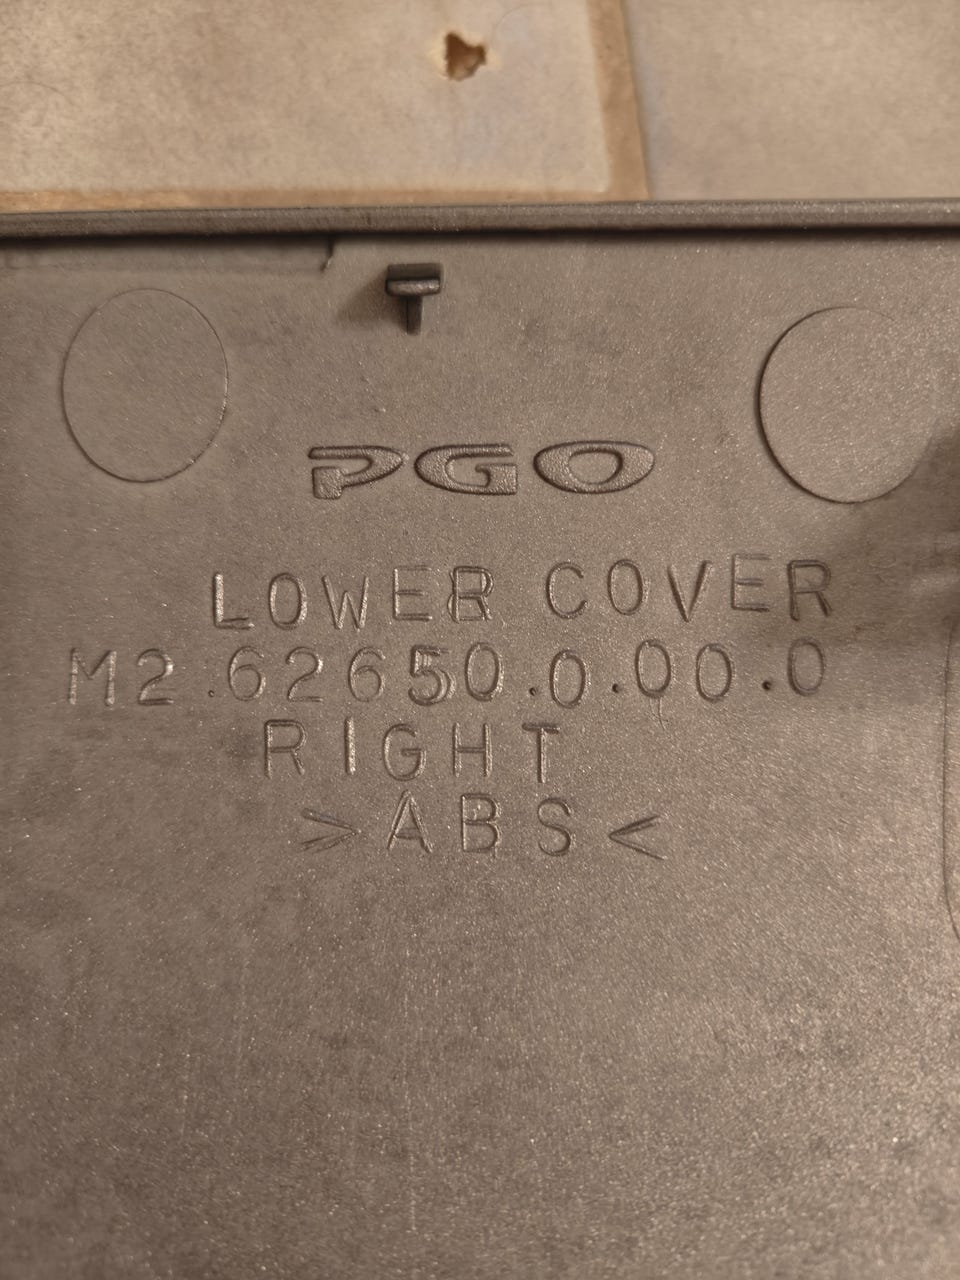 PGO
LOWER COVER
M2.62650.0.00.0
RIGHT
>ABS<